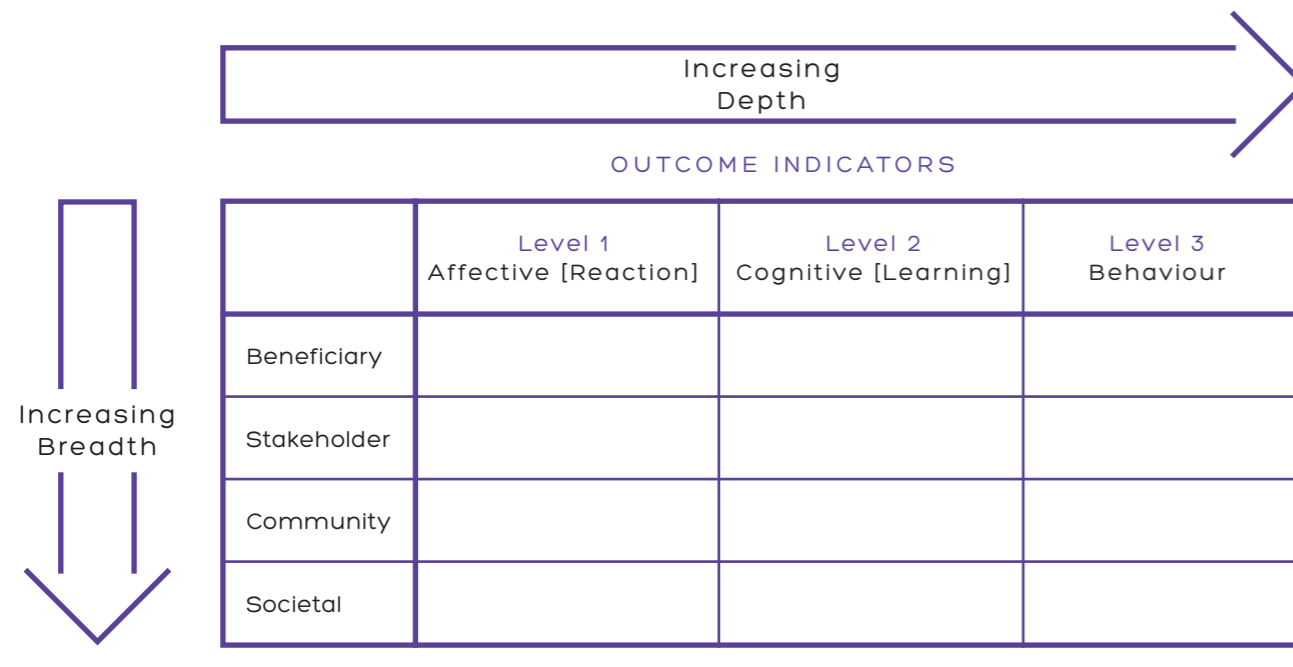 Increasing
Depth
OUTCOME INDICATORS
Level 1
Affective [Reaction]
Level 2
Cognitive [Learning]
Level 3
Behaviour
Increasing
Breadth
Beneficiary
Stakeholder
Community
Societal